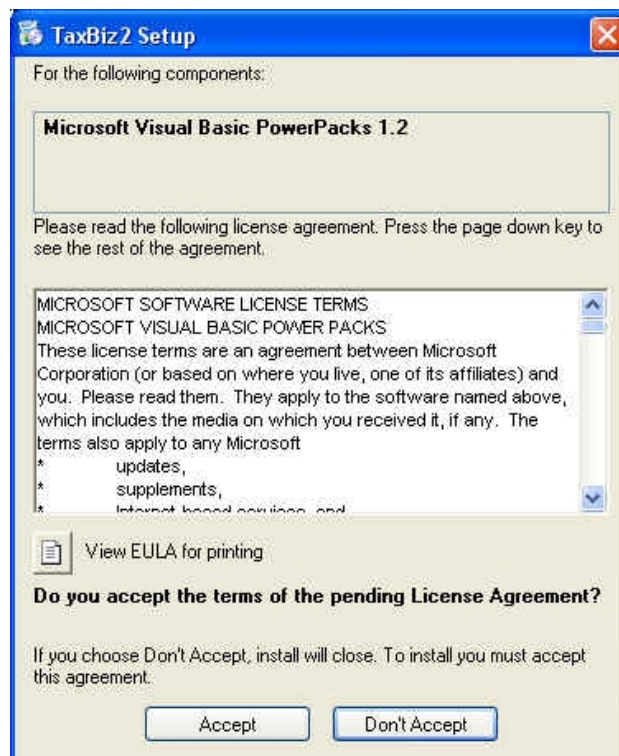 TaxBiz2 Setup
For the following components:
Microsoft Visual Basic PowerPacks 1.2
Please read the following license agreement. Press the page down key to
see the rest of the agreement.
MICROSOFT SOFTWARE LICENSE TERMS
MICROSOFT VISUAL BASIC POWER PACKS
These license terms are an agreement between Microsoft
Corporation (or based on where you live, one of its affiliates) and
you. Please read them. They apply to the software named above,
which includes the media on which you received it, if any. The
terms also apply to any Microsoft
* updates,
* supplements,
* Internet-based services, and
View EULA for printing
Do you accept the terms of the pending License Agreement?
If you choose Don't Accept, install will close. To install you must accept
this agreement.
Accept
Don't Accept